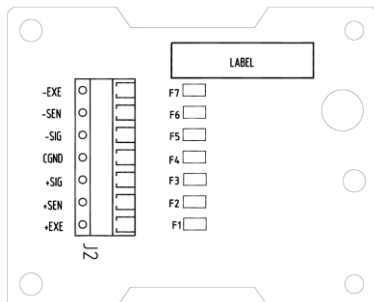 LABEL
-EXE
-SEN
-SIG
CGND
+SIG
+SEN
+EXE
J2
F7
F6
F5
F4
F3
F2
F1